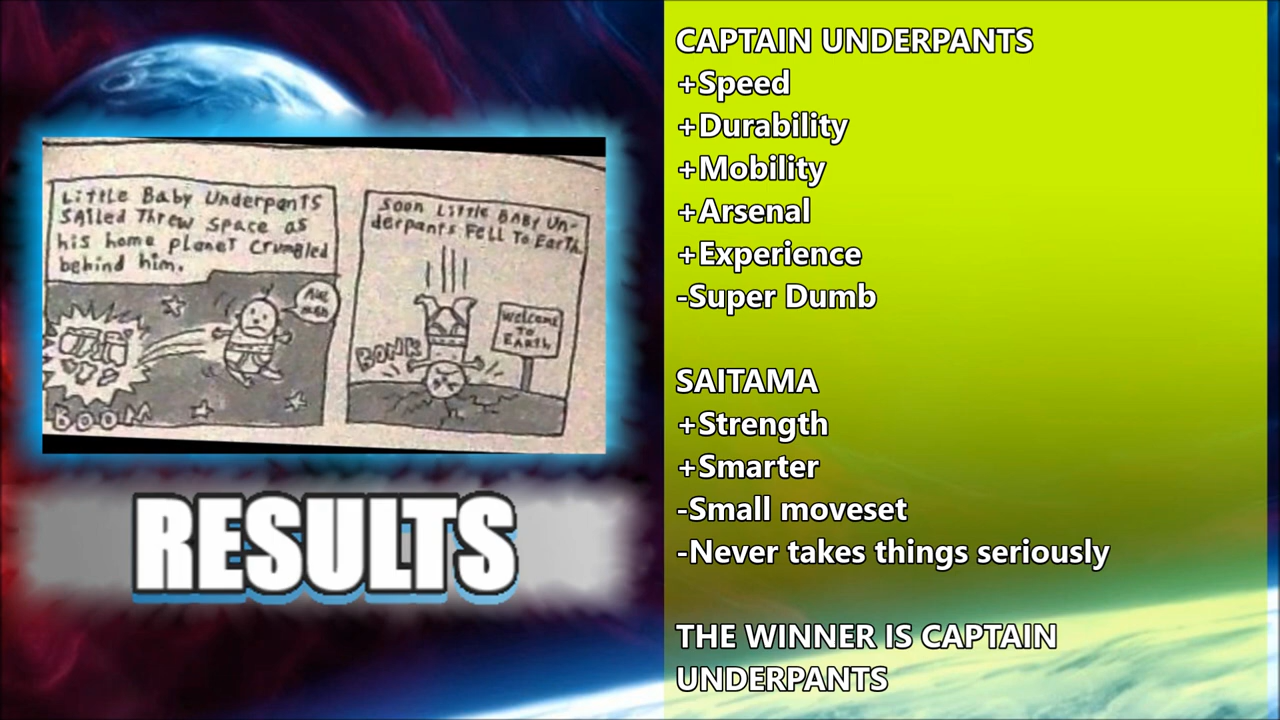 Little Baby Underpants
Sailed Threw Space as
his home planet crumbled
behind him.
BOOM
Soon Little Baby Un-
derpants Fell To Earth.
BONK
Welcome
To
EARTh
RESULTS
CAPTAIN UNDERPANTS
+Speed
+Durability
+Mobility
+Arsenal
+Experience
-Super Dumb
SAITAMA
+Strength
+Smarter
-Small moveset
-Never takes things seriously
THE WINNER IS CAPTAIN
UNDERPANTS